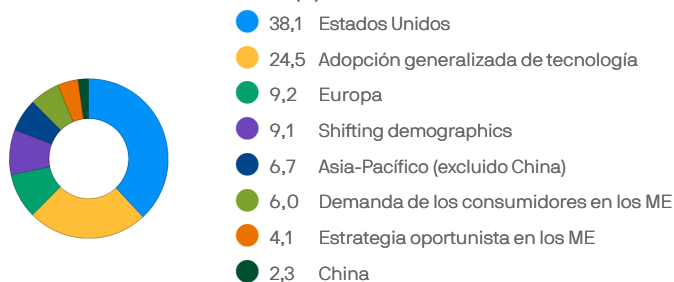 38,1 Estados Unidos
24,5 Adopción generalizada de tecnología
9,2 Europa
9,1 Shifting demographics
6,7 Asia-Pacífico (excluido China)
6,0 Demanda de los consumidores en los ME
4,1 Estrategia oportunista en los ME
2,3 China